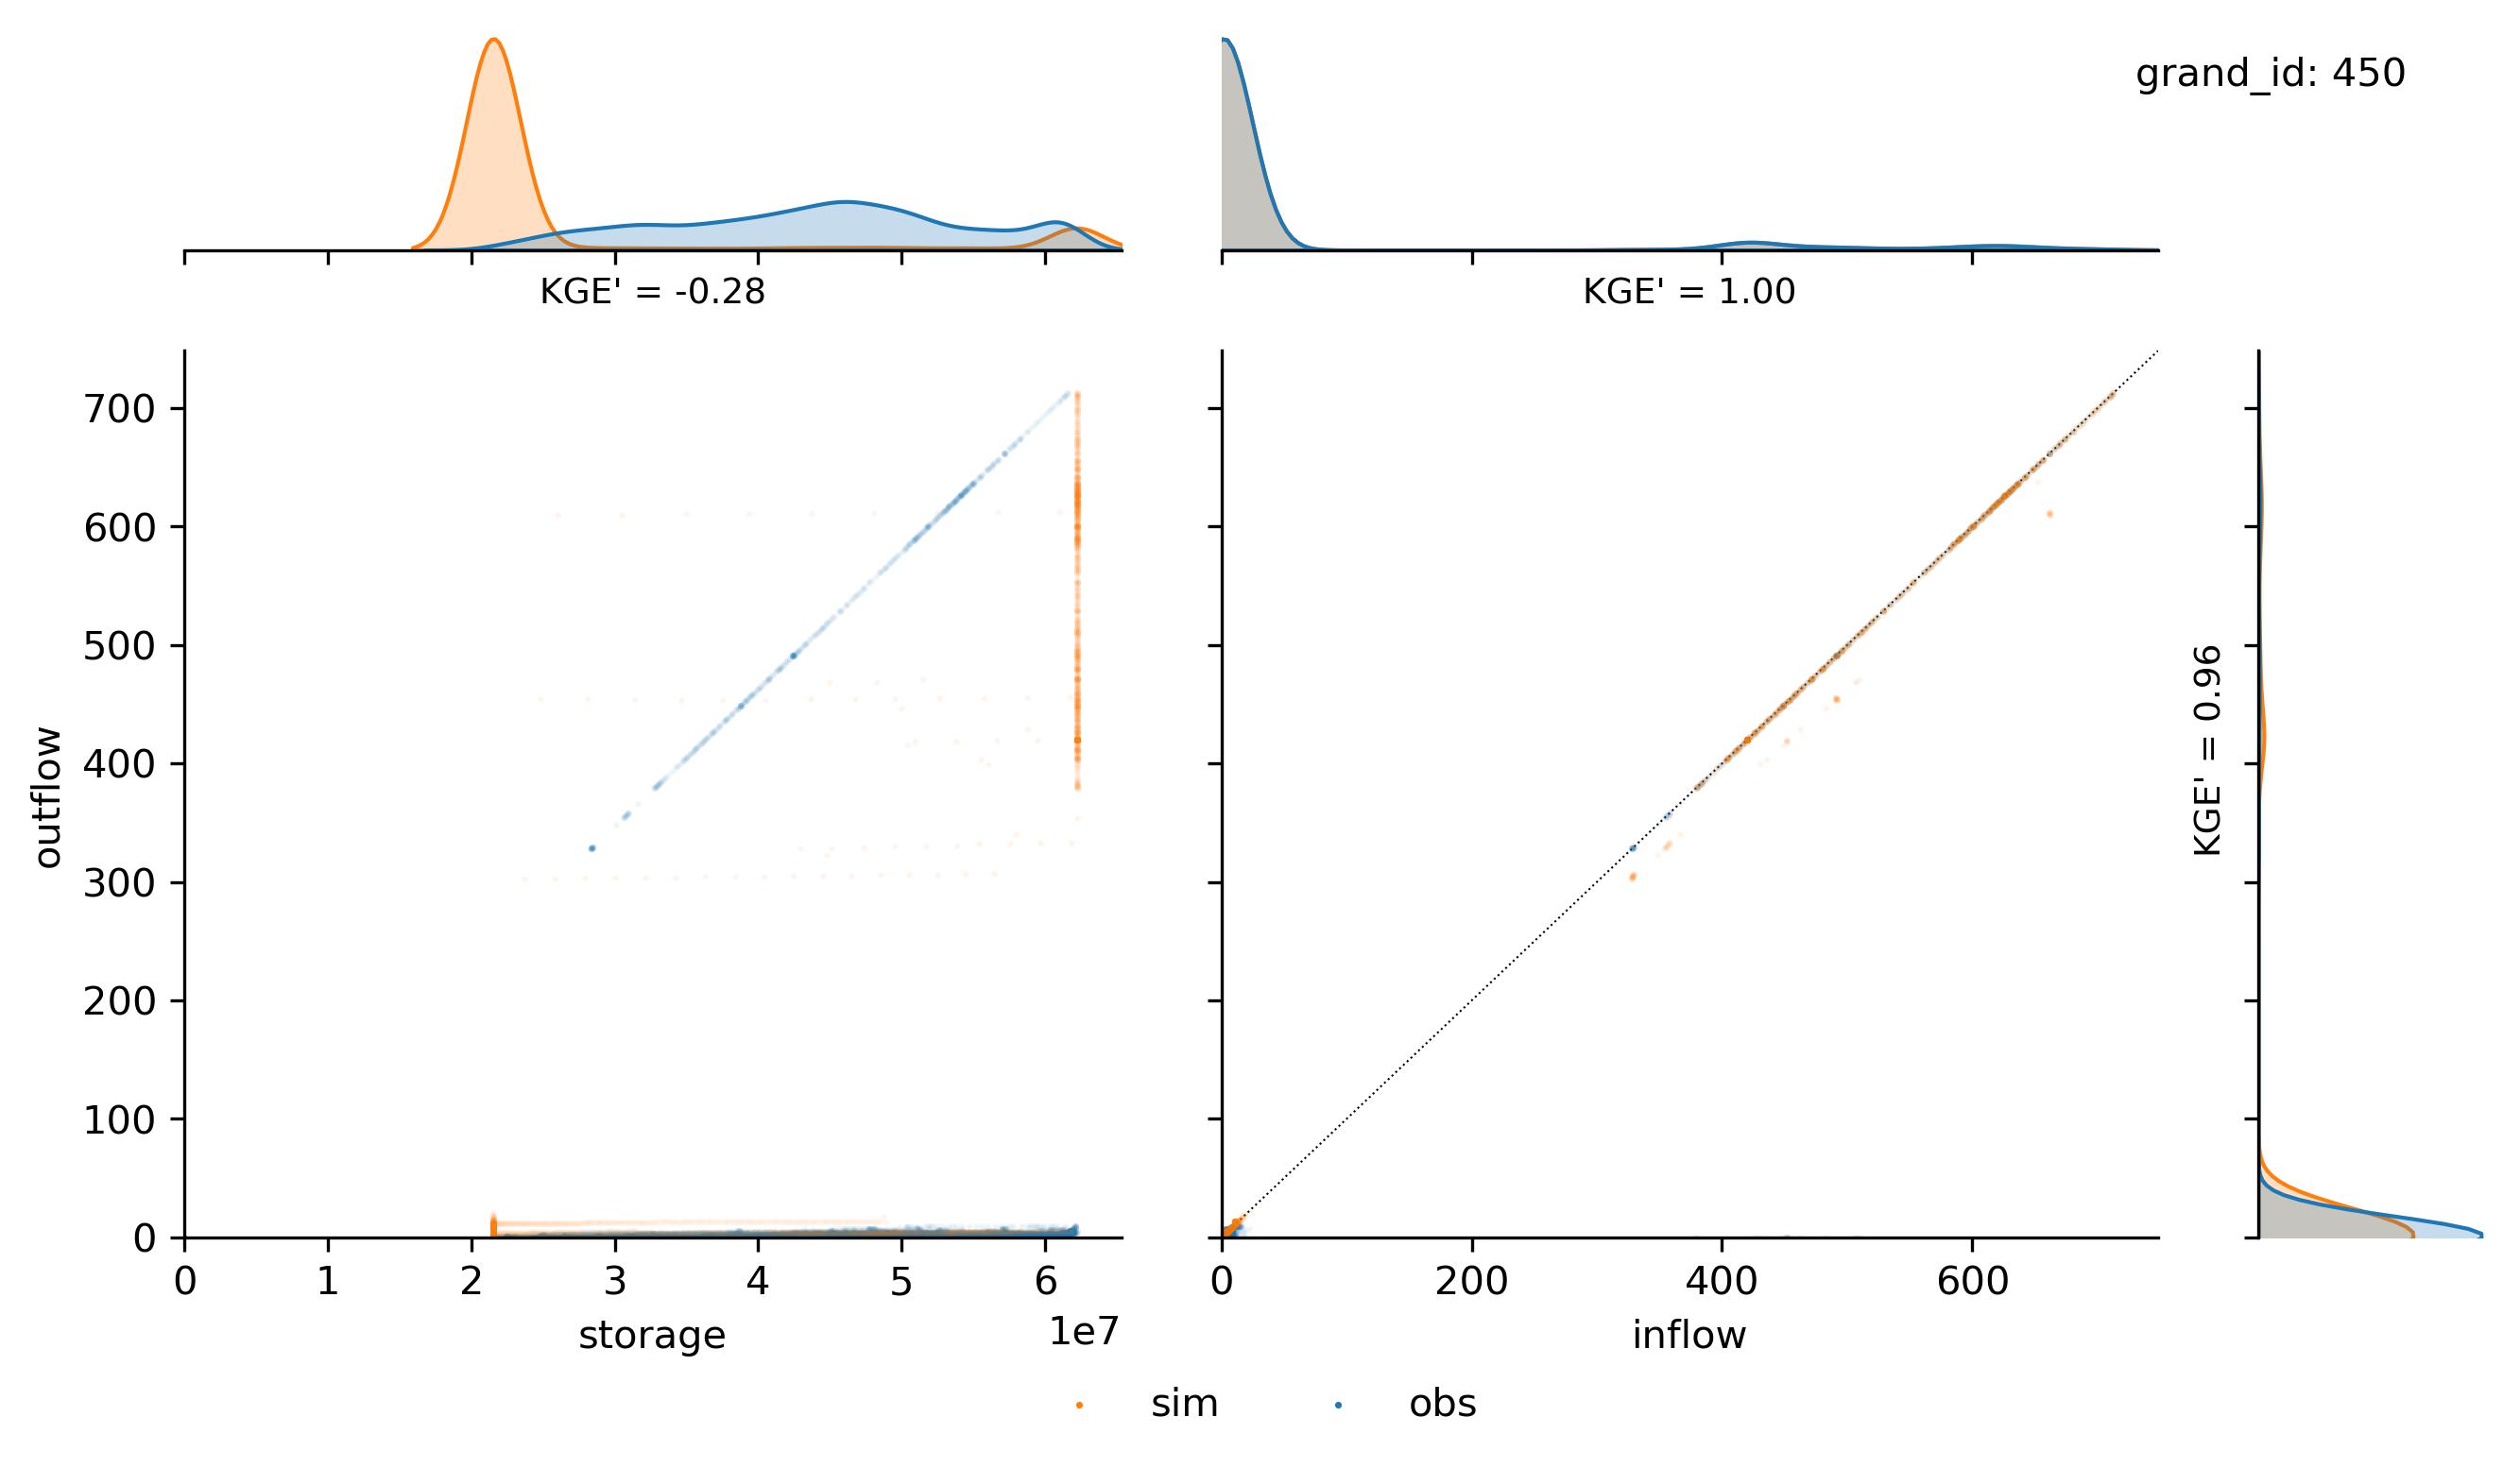 grand_id: 450
KGE' = -0.28
KGE' = 1.00
700
600
500
400
300
200
100
0
outflow
KGE' = 0.96
0 1 2 3 4 5 6
1e7
storage
0 200 400 600
inflow
sim obs